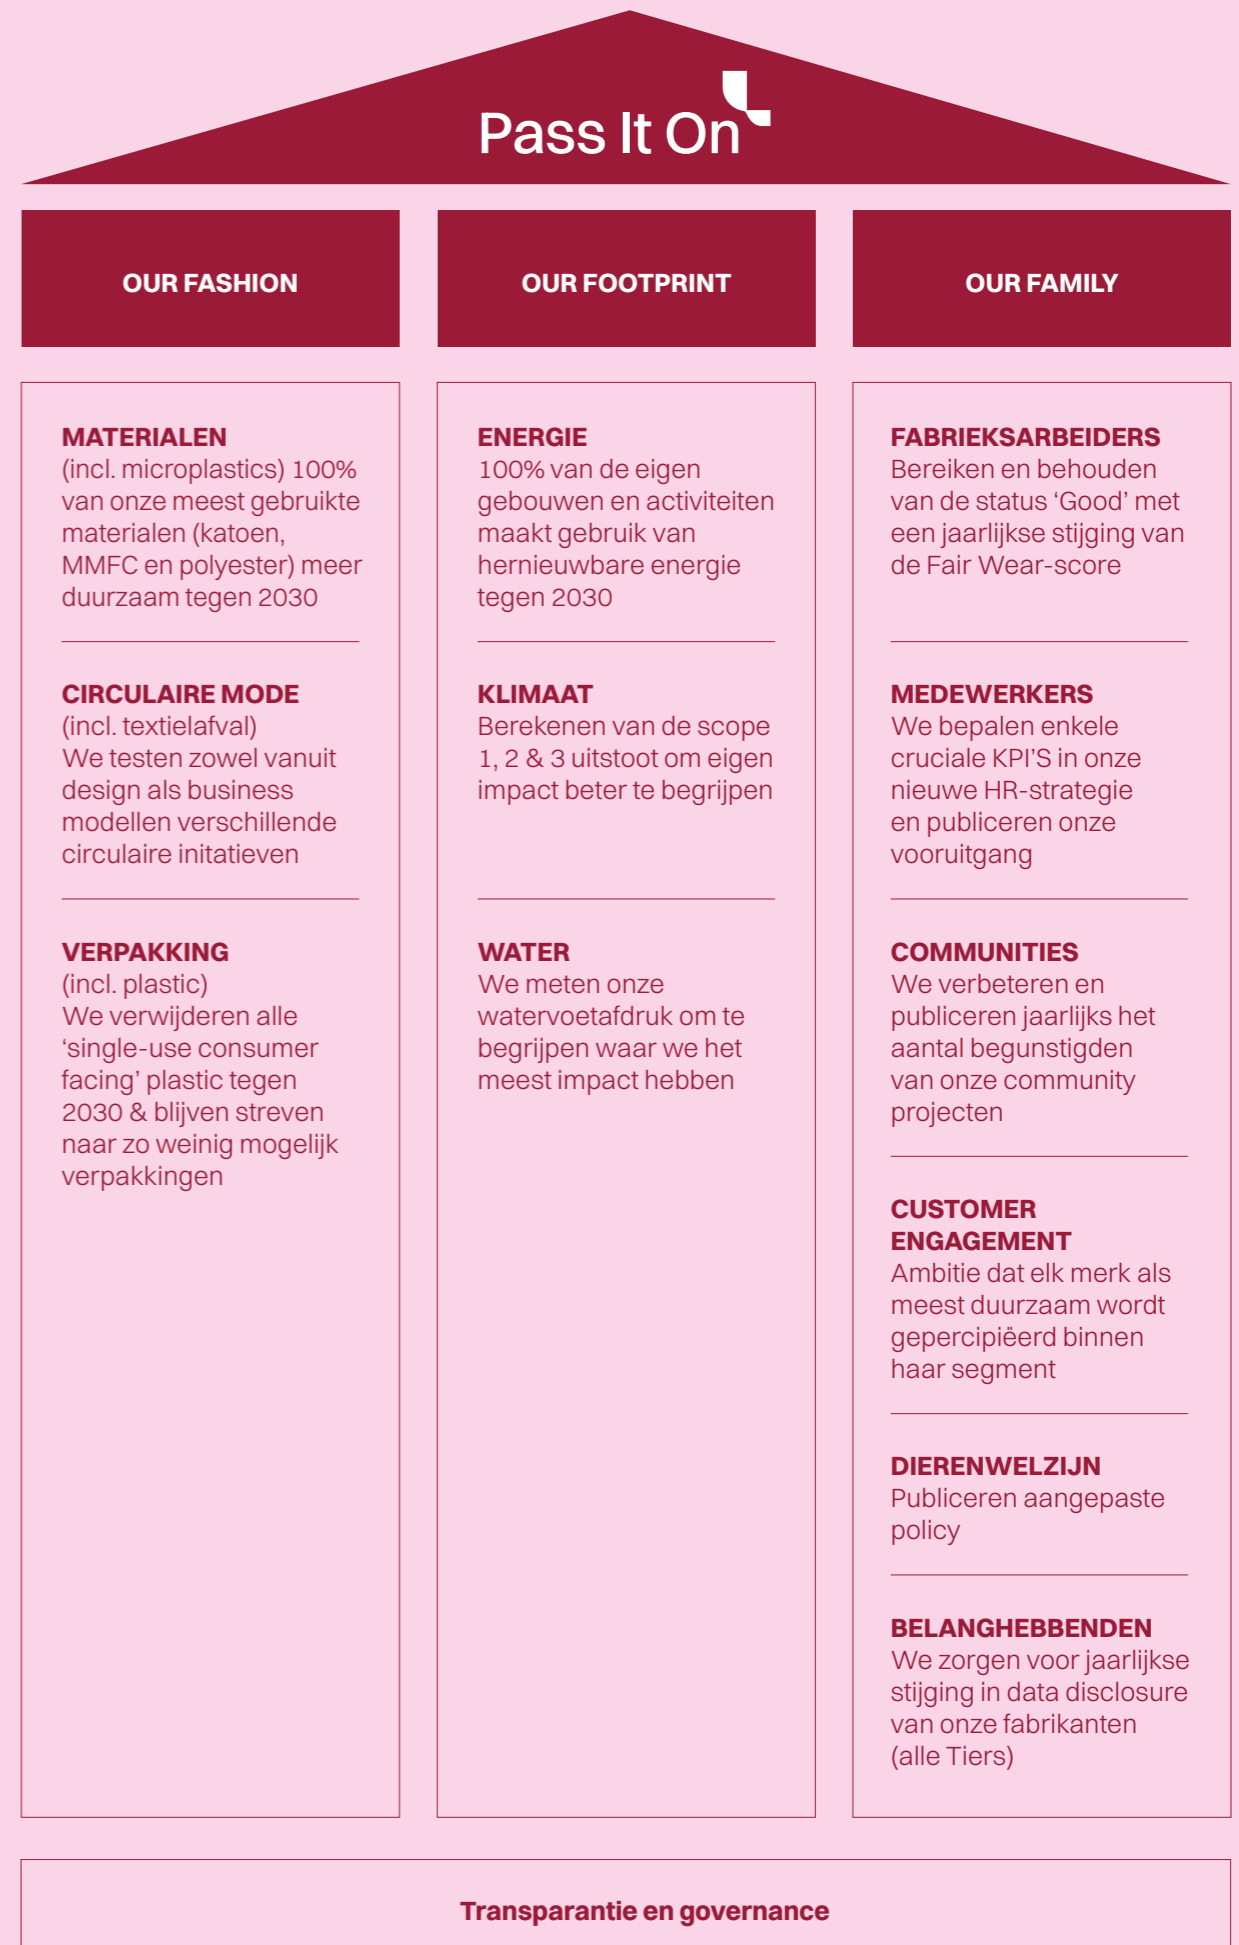 Pass It On
OUR FASHION
MATERIALEN
(incl. microplastics) 100%
van onze meest gebruikte
materialen (katoen,
MMFC en polyester) meer
duurzaam tegen 2030
CIRCULAIRE MODE
(incl. textielafval)
We testen zowel vanuit
design als business
modellen verschillende
circulaire initatieven
VERPAKKING
(incl. plastic)
We verwijderen alle
‘single-use consumer
facing’ plastic tegen
2030 & blijven streven
naar zo weinig mogelijk
verpakkingen
OUR FOOTPRINT
ENERGIE
100% van de eigen
gebouwen en activiteiten
maakt gebruik van
hernieuwbare energie
tegen 2030
KLIMAAT
Berekenen van de scope
1, 2 & 3 uitstoot om eigen
impact beter te begrijpen
WATER
We meten onze
watervoetafdruk om te
begrijpen waar we het
meest impact hebben
OUR FAMILY
FABRIEKSARBEIDERS
Bereiken en behouden
van de status ‘Good’ met
een jaarlijkse stijging van
de Fair Wear-score
MEDEWERKERS
We bepalen enkele
cruciale KPI’S in onze
nieuwe HR-strategie
en publiceren onze
vooruitgang
COMMUNITIES
We verbeteren en
publiceren jaarlijks het
aantal begunstigden
van onze community
projecten
CUSTOMER
ENGAGEMENT
Ambitie dat elk merk als
meest duurzaam wordt
gepercipiëerd binnen
haar segment
DIERENWELZIJN
Publiceren aangepaste
policy
BELANGHEBBENDEN
We zorgen voor jaarlijkse
stijging in data disclosure
van onze fabrikanten
(alle Tiers)
Transparantie en governance